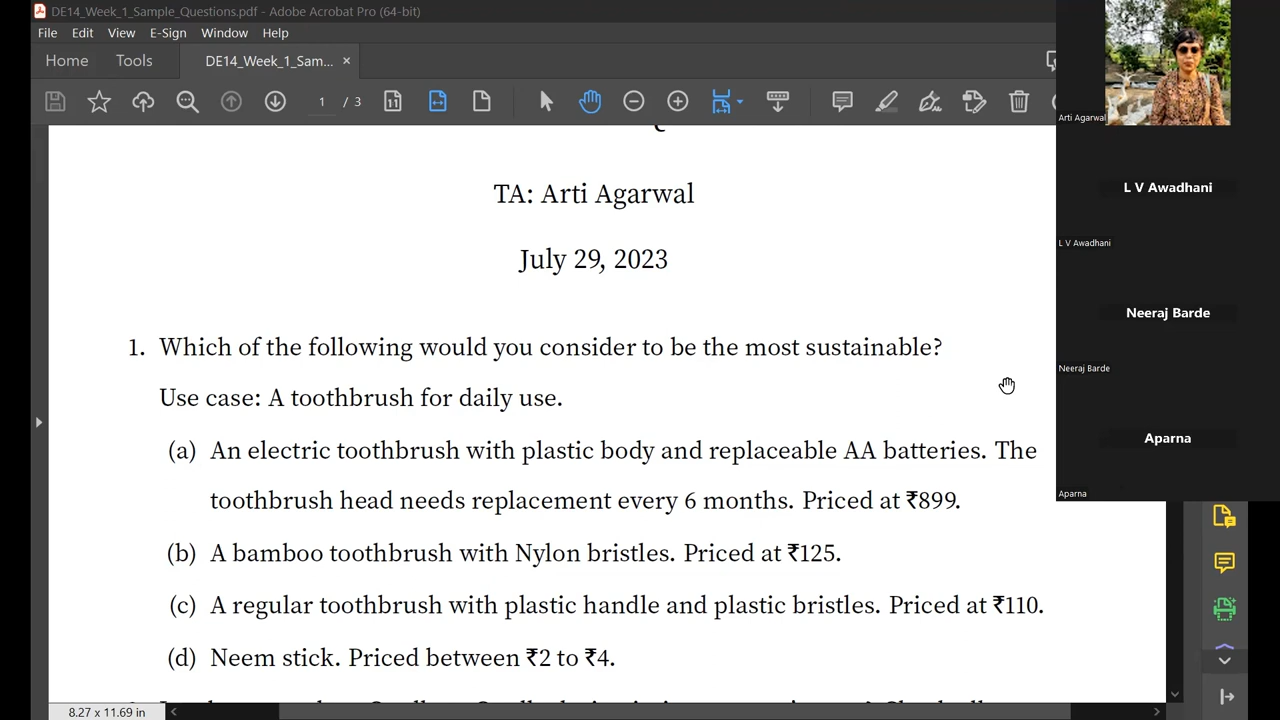 DE14_Week_1_Sample_Questions.pdf - Adobe Acrobat Pro (64-bit)
File Edit View E-Sign Window Help
Home Tools DE14_Week_1_Sam... ×
1 / 3
TA: Arti Agarwal
July 29, 2023
1. Which of the following would you consider to be the most sustainable?
Use case: A toothbrush for daily use.
(a) An electric toothbrush with plastic body and replaceable AA batteries. The
toothbrush head needs replacement every 6 months. Priced at ₹899.
(b) A bamboo toothbrush with Nylon bristles. Priced at ₹125.
(c) A regular toothbrush with plastic handle and plastic bristles. Priced at ₹110.
(d) Neem stick. Priced between ₹2 to ₹4.
8.27 x 11.69 in
Arti Agarwal
L V Awadhani
L V Awadhani
Neeraj Barde
Neeraj Barde
Aparna
Aparna